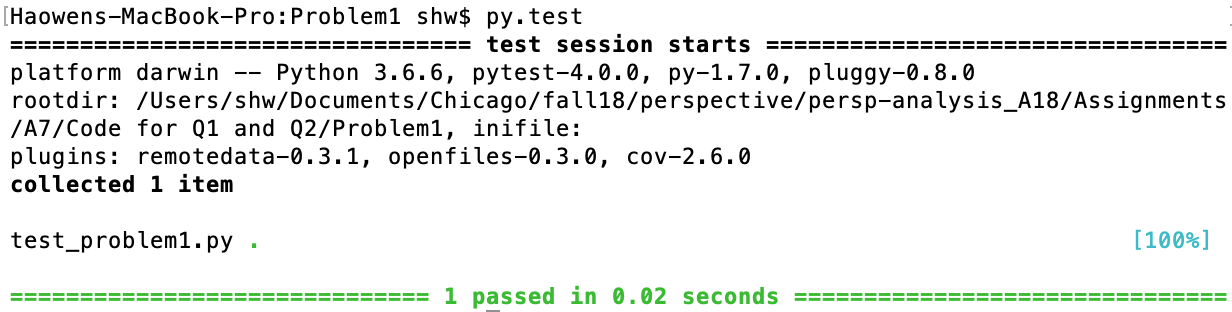 [Haowens-MacBook-Pro:Problem1 shw$ py.test
================================= test session starts =================================
platform darwin -- Python 3.6.6, pytest-4.0.0, py-1.7.0, pluggy-0.8.0
rootdir: /Users/shw/Documents/Chicago/fall18/perspective/persp-analysis_A18/Assignments
/A7/Code for Q1 and Q2/Problem1, inifile:
plugins: remotedata-0.3.1, openfiles-0.3.0, cov-2.6.0
collected 1 item
test_problem1.py . [100%]
============================== 1 passed in 0.02 seconds ===============================